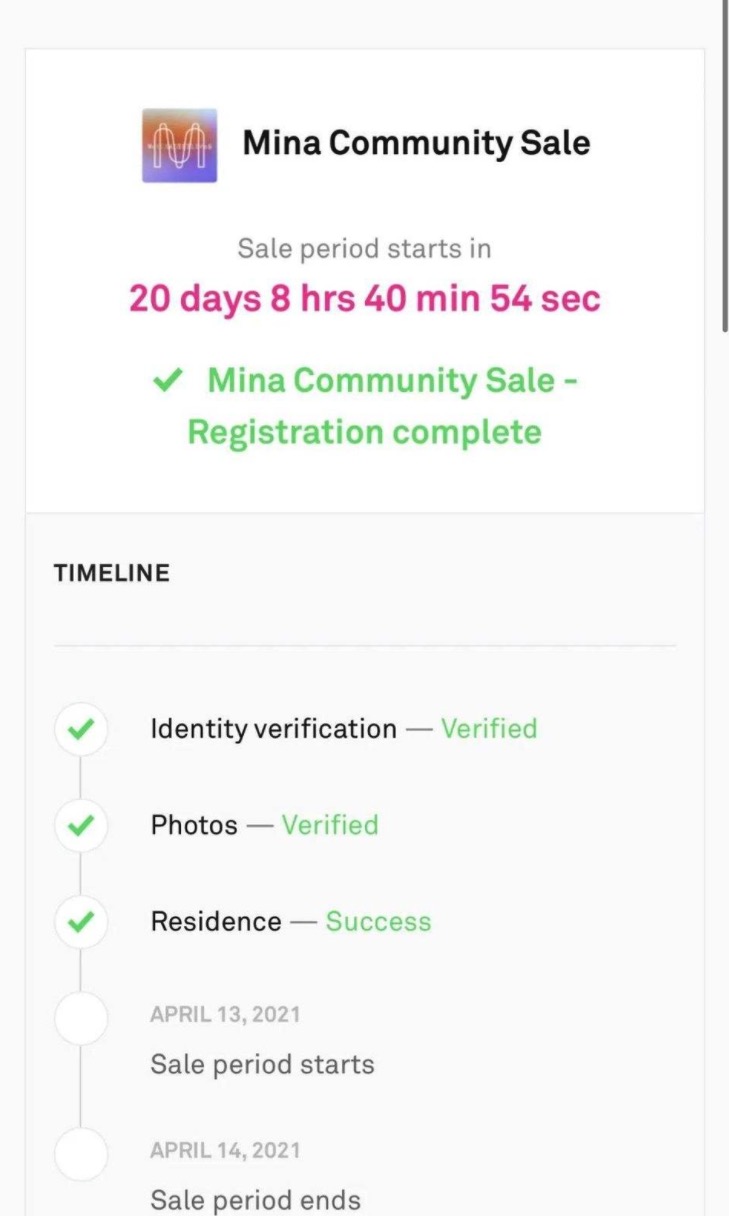 Mina Community Sale
Sale period starts in
20 days 8 hrs 40 min 54 sec
Mina Community Sale -
Registration complete
TIMELINE
Identity verification — Verified
Photos — Verified
Residence — Success
APRIL 13, 2021
Sale period starts
APRIL 14, 2021
Sale period ends